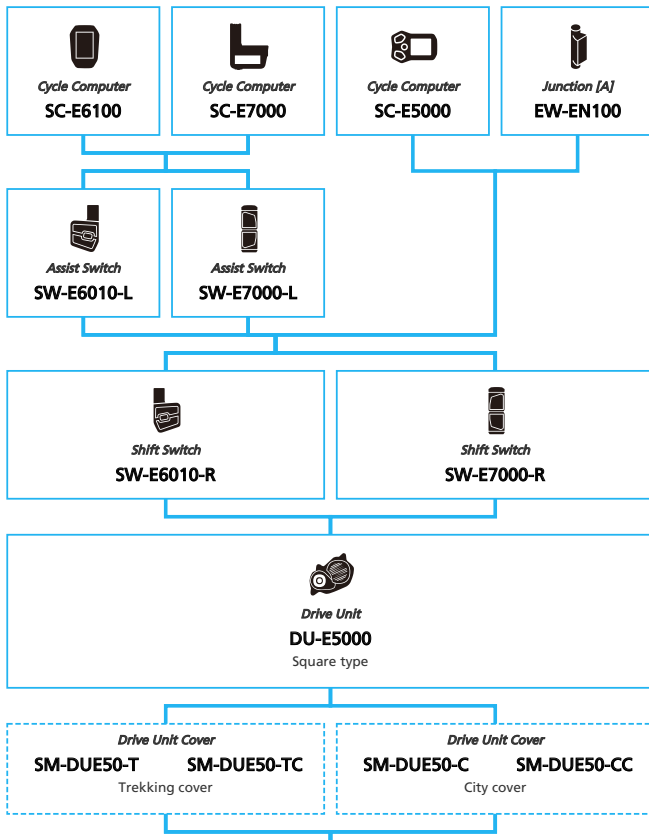 Cycle Computer
SC-E6100
Cycle Computer
SC-E7000
Cycle Computer
SC-E5000
Junction [A]
EW-EN100
Assist Switch
SW-E6010-L
Assist Switch
SW-E7000-L
Shift Switch
SW-E6010-R
Shift Switch
SW-E7000-R
Drive Unit
DU-E5000
Square type
Drive Unit Cover
SM-DUE50-T SM-DUE50-TC
Trekking cover
Drive Unit Cover
SM-DUE50-C SM-DUE50-CC
City cover